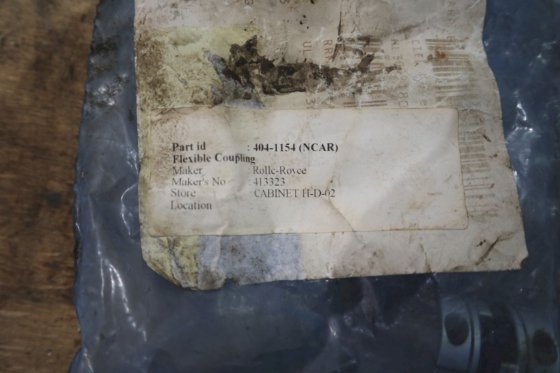 Part id : 404-1154 (NCAR)
Flexible Coupling
Maker Rolls-Royce
Maker's No 413323
Store CABINET H-D-02
Location